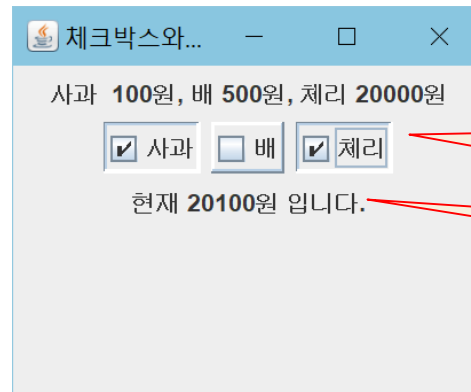 체크박스와...
사과 100원, 배 500원, 체리 20000원
사과 배 체리
현재 20100원 입니다.